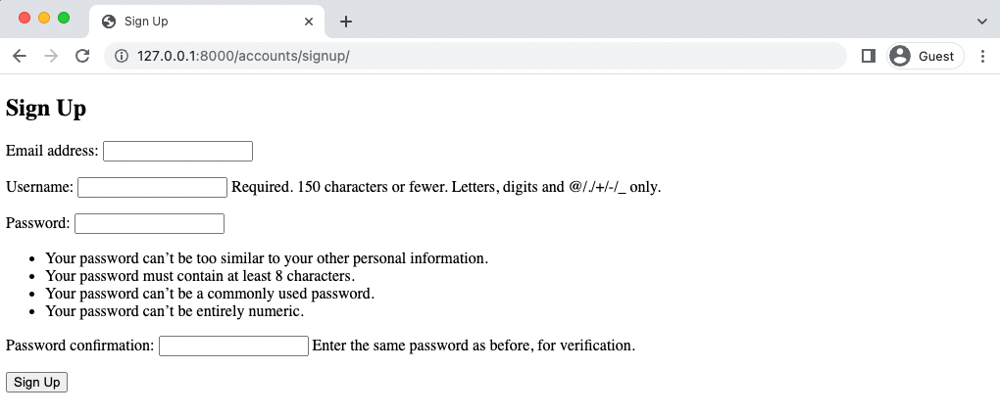 Sign Up
127.0.0.1:8000/accounts/signup/
Guest
Sign Up
Email address:
Username: Required. 150 characters or fewer. Letters, digits and @/./+/-/_ only.
Password:
Your password can’t be too similar to your other personal information.
Your password must contain at least 8 characters.
Your password can’t be a commonly used password.
Your password can’t be entirely numeric.
Password confirmation: Enter the same password as before, for verification.
Sign Up